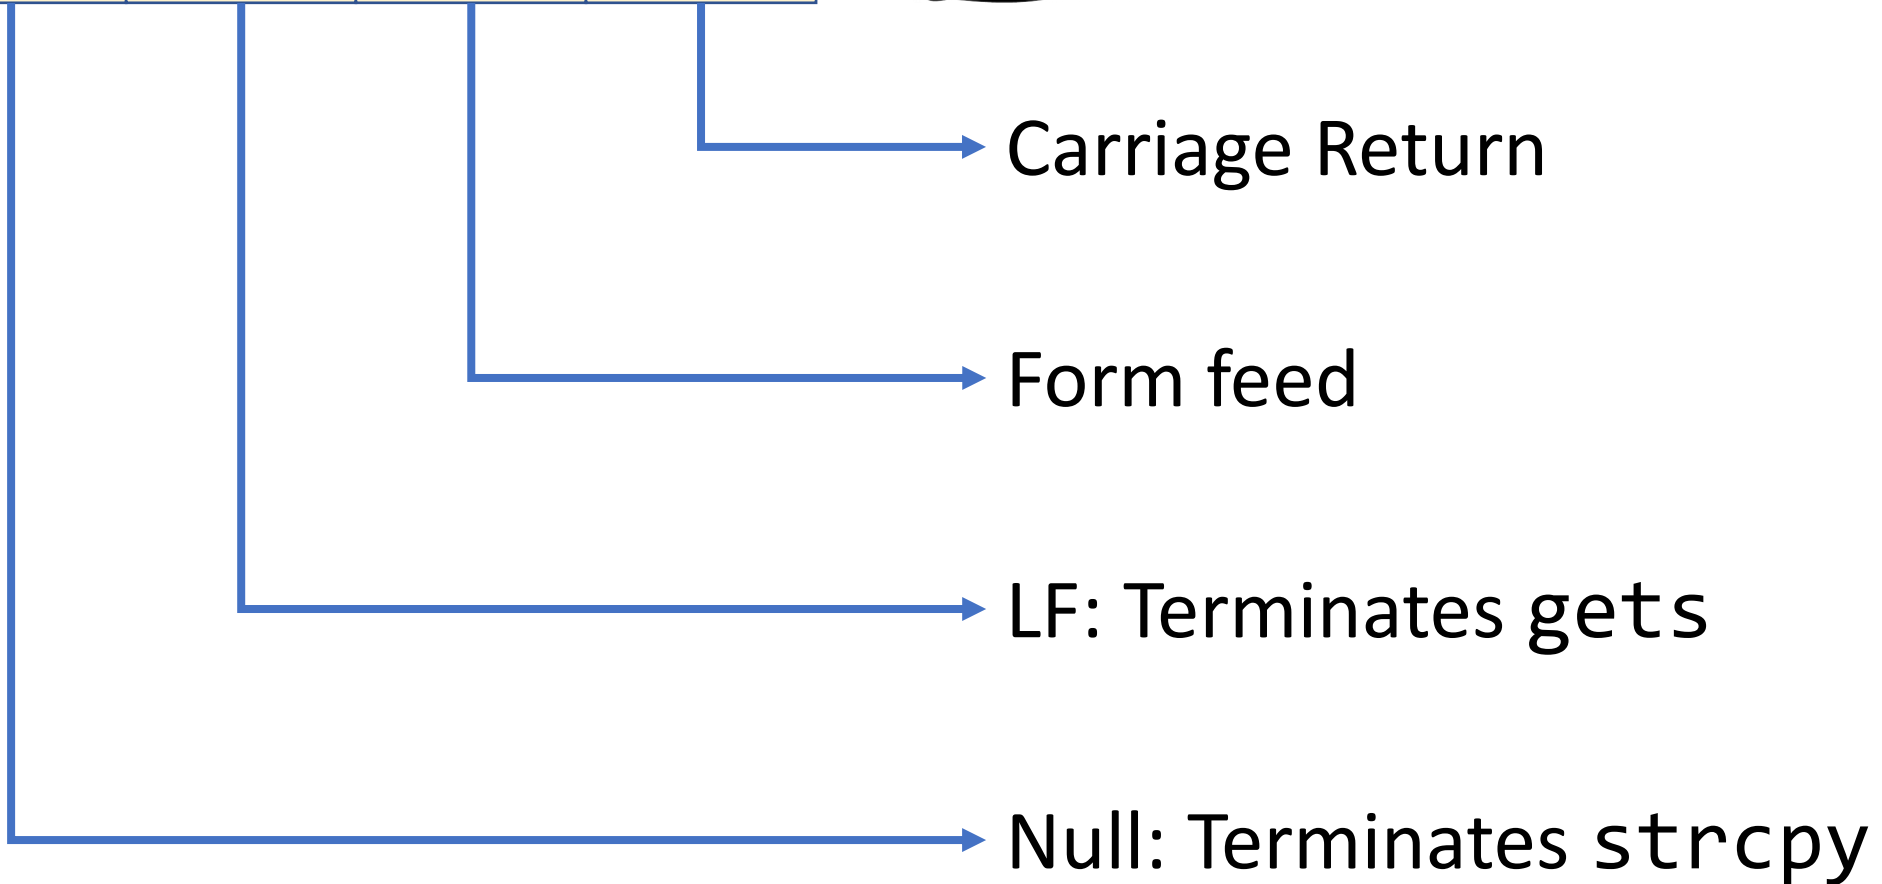 Carriage Return
Form feed
LF: Terminates gets
Null: Terminates strcpy